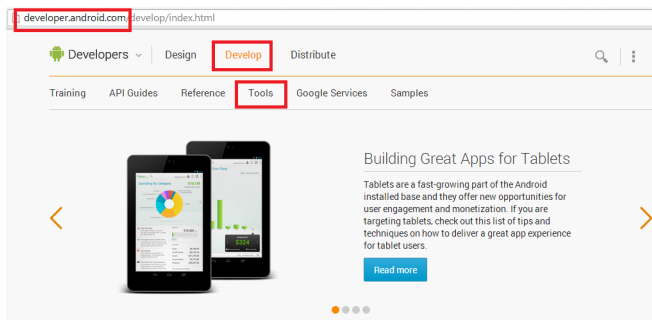 developer.android.com/develop/index.html
Developers Design Develop Distribute
Training API Guides Reference Tools Google Services Samples
Building Great Apps for Tablets
Tablets are a fast-growing part of the Android
installed base and they offer new opportunities for
user engagement and monetization. If you are
targeting tablets, check out this list of tips and
techniques on how to deliver a great app experience
for tablet users.
Read more